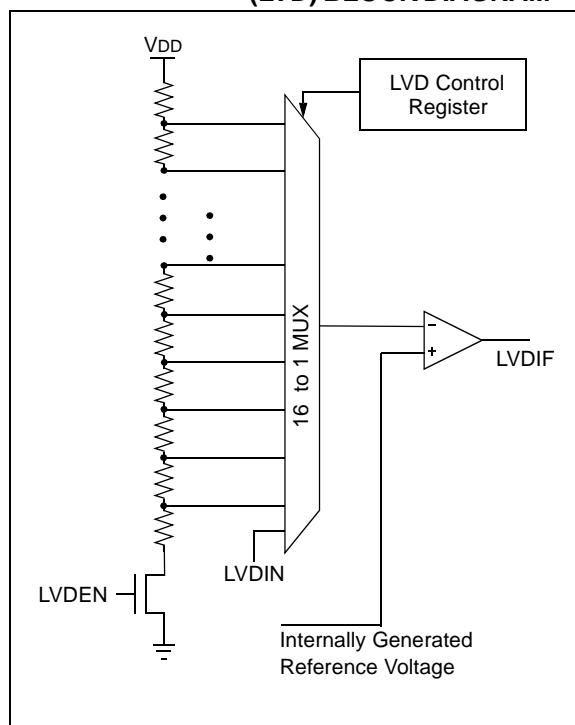 VDD
LVD Control
Register
16 to 1 MUX
−
+
LVDIF
LVDIN
LVDEN
Internally Generated
Reference Voltage